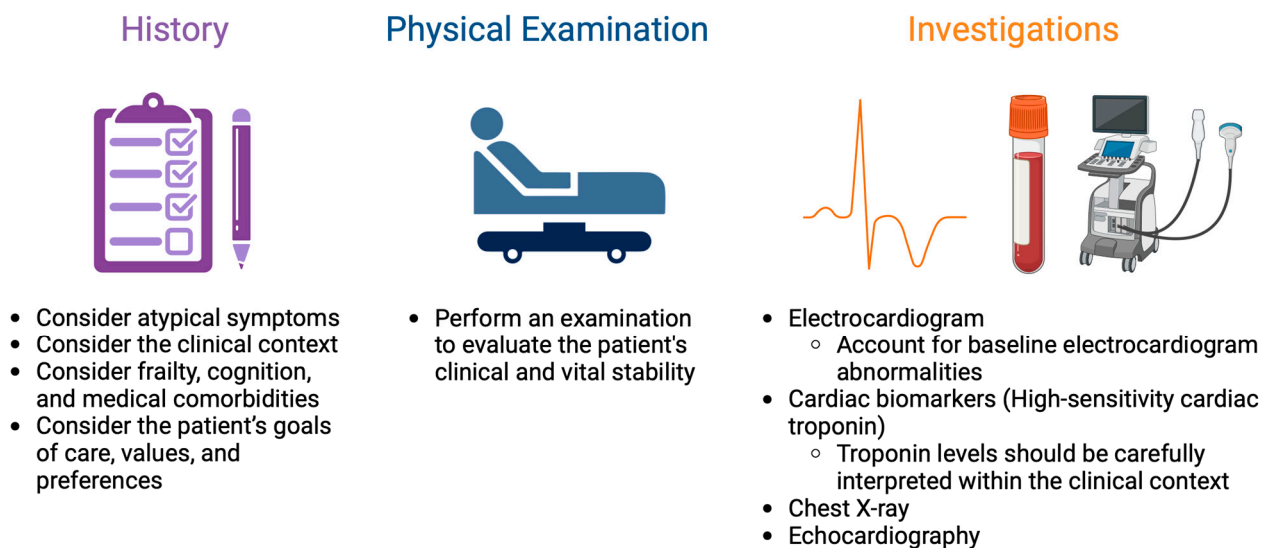 History
• Consider atypical symptoms
• Consider the clinical context
• Consider frailty, cognition,
and medical comorbidities
• Consider the patient’s goals
of care, values, and
preferences
Physical Examination
• Perform an examination
to evaluate the patient's
clinical and vital stability
Investigations
• Electrocardiogram
○ Account for baseline electrocardiogram
abnormalities
• Cardiac biomarkers (High-sensitivity cardiac
troponin)
○ Troponin levels should be carefully
interpreted within the clinical context
• Chest X-ray
• Echocardiography